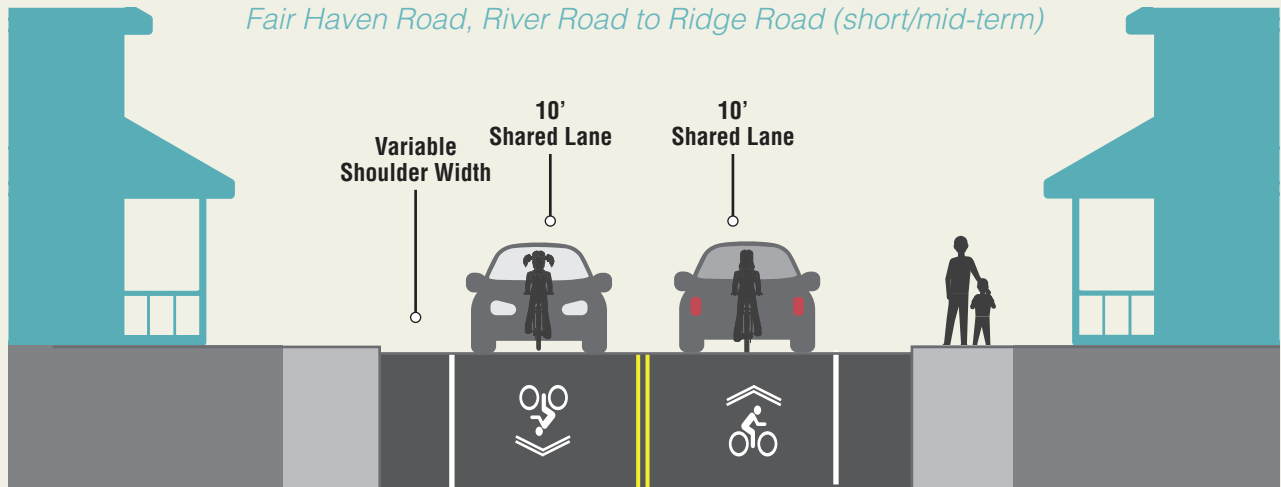 Fair Haven Road, River Road to Ridge Road (short/mid-term)
Variable
Shoulder Width
10’
Shared Lane
10’
Shared Lane